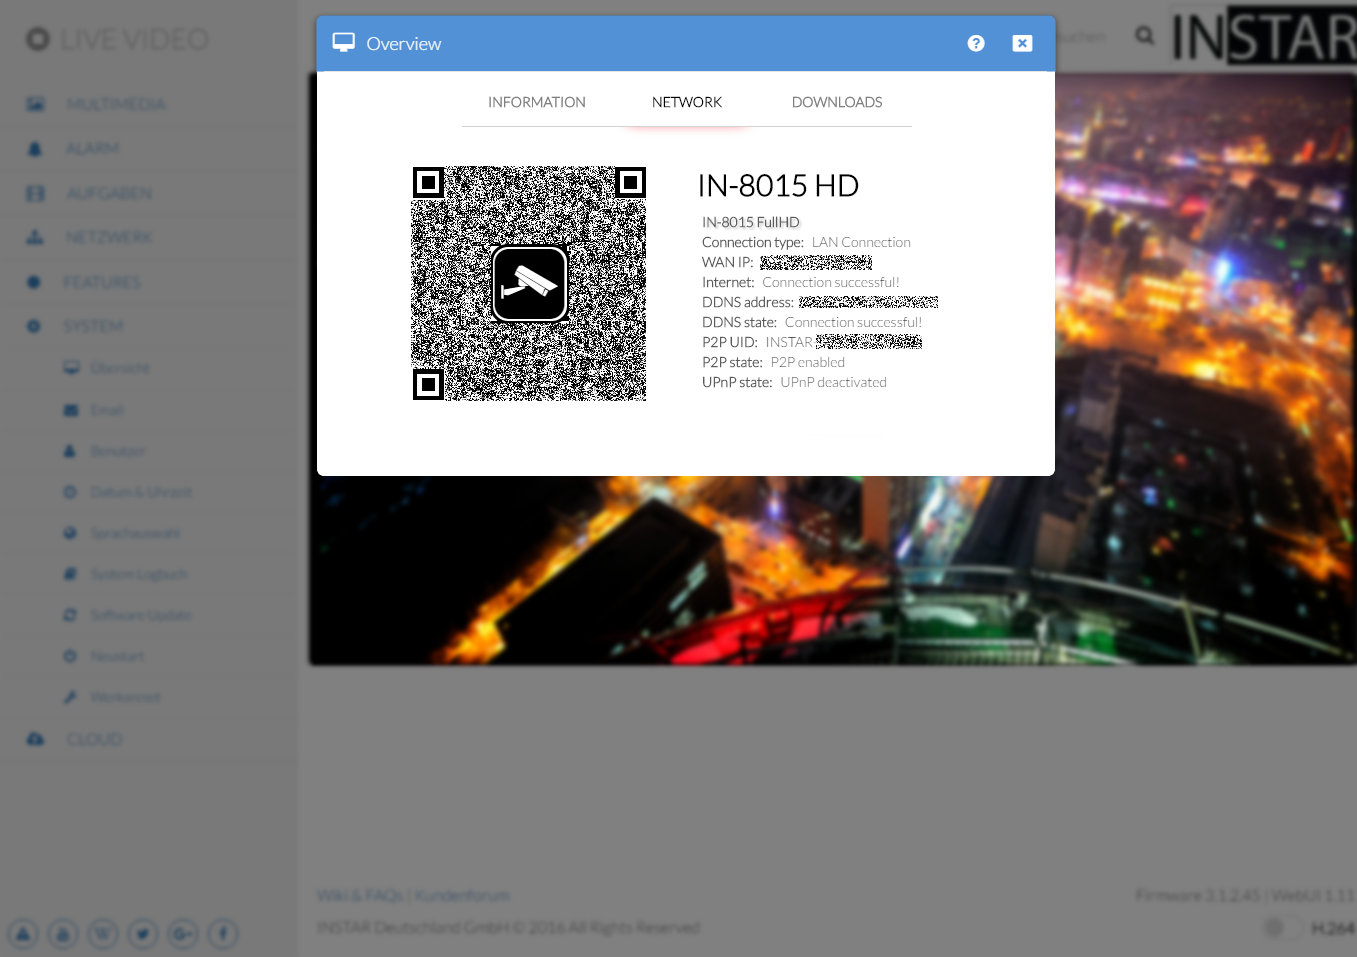 LIVE VIDEO
MULTIMEDIA
ALARM
AUFGABEN
NETZWERK
FEATURES
SYSTEM
Übersicht
Email
Benutzer
Datum & Uhrzeit
Sprachauswahl
System Logbuch
Software Update
Neustart
Werksreset
CLOUD
Overview
suchen
INSTAR
INFORMATION NETWORK DOWNLOADS
IN-8015 HD
IN-8015 FullHD
Connection type: LAN Connection
WAN IP:
Internet: Connection successful!
DDNS address:
DDNS state: Connection successful!
P2P UID: INSTAR
P2P state: P2P enabled
UPnP state: UPnP deactivated
Wiki & FAQs | Kundenforum
Firmware 3.1.2.45 | WebUI 1.11
INSTAR Deutschland GmbH © 2016 All Rights Reserved
H.264